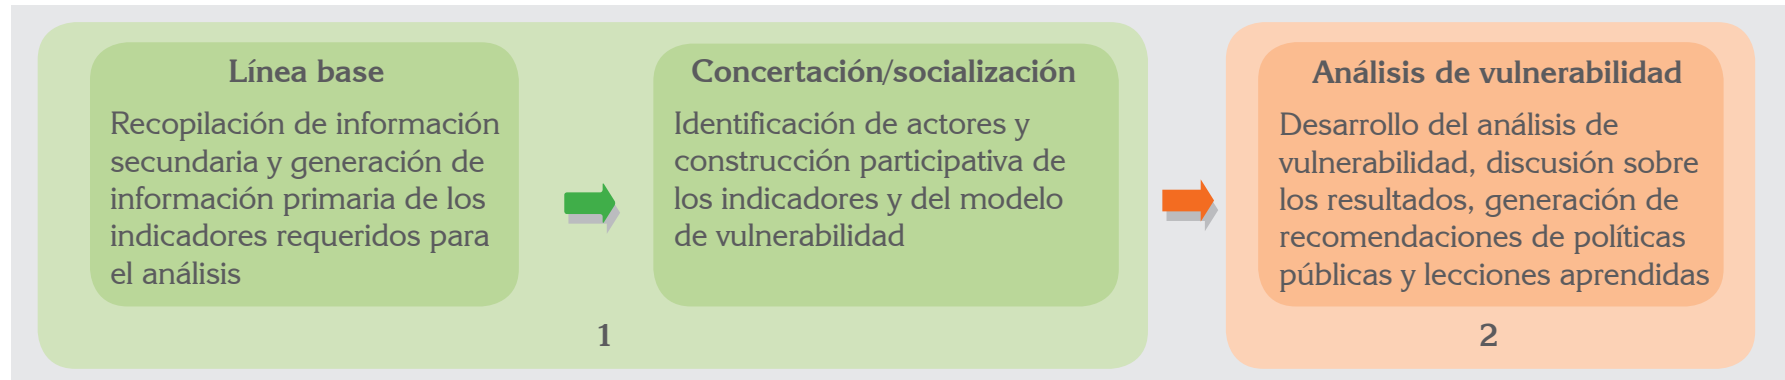 Línea base
Recopilación de información
secundaria y generación de
información primaria de los
indicadores requeridos para
el análisis
Concertación/socialización
Identificación de actores y
construcción participativa de
los indicadores y del modelo
de vulnerabilidad
1
Análisis de vulnerabilidad
Desarrollo del análisis de
vulnerabilidad, discusión sobre
los resultados, generación de
recomendaciones de políticas
públicas y lecciones aprendidas
2